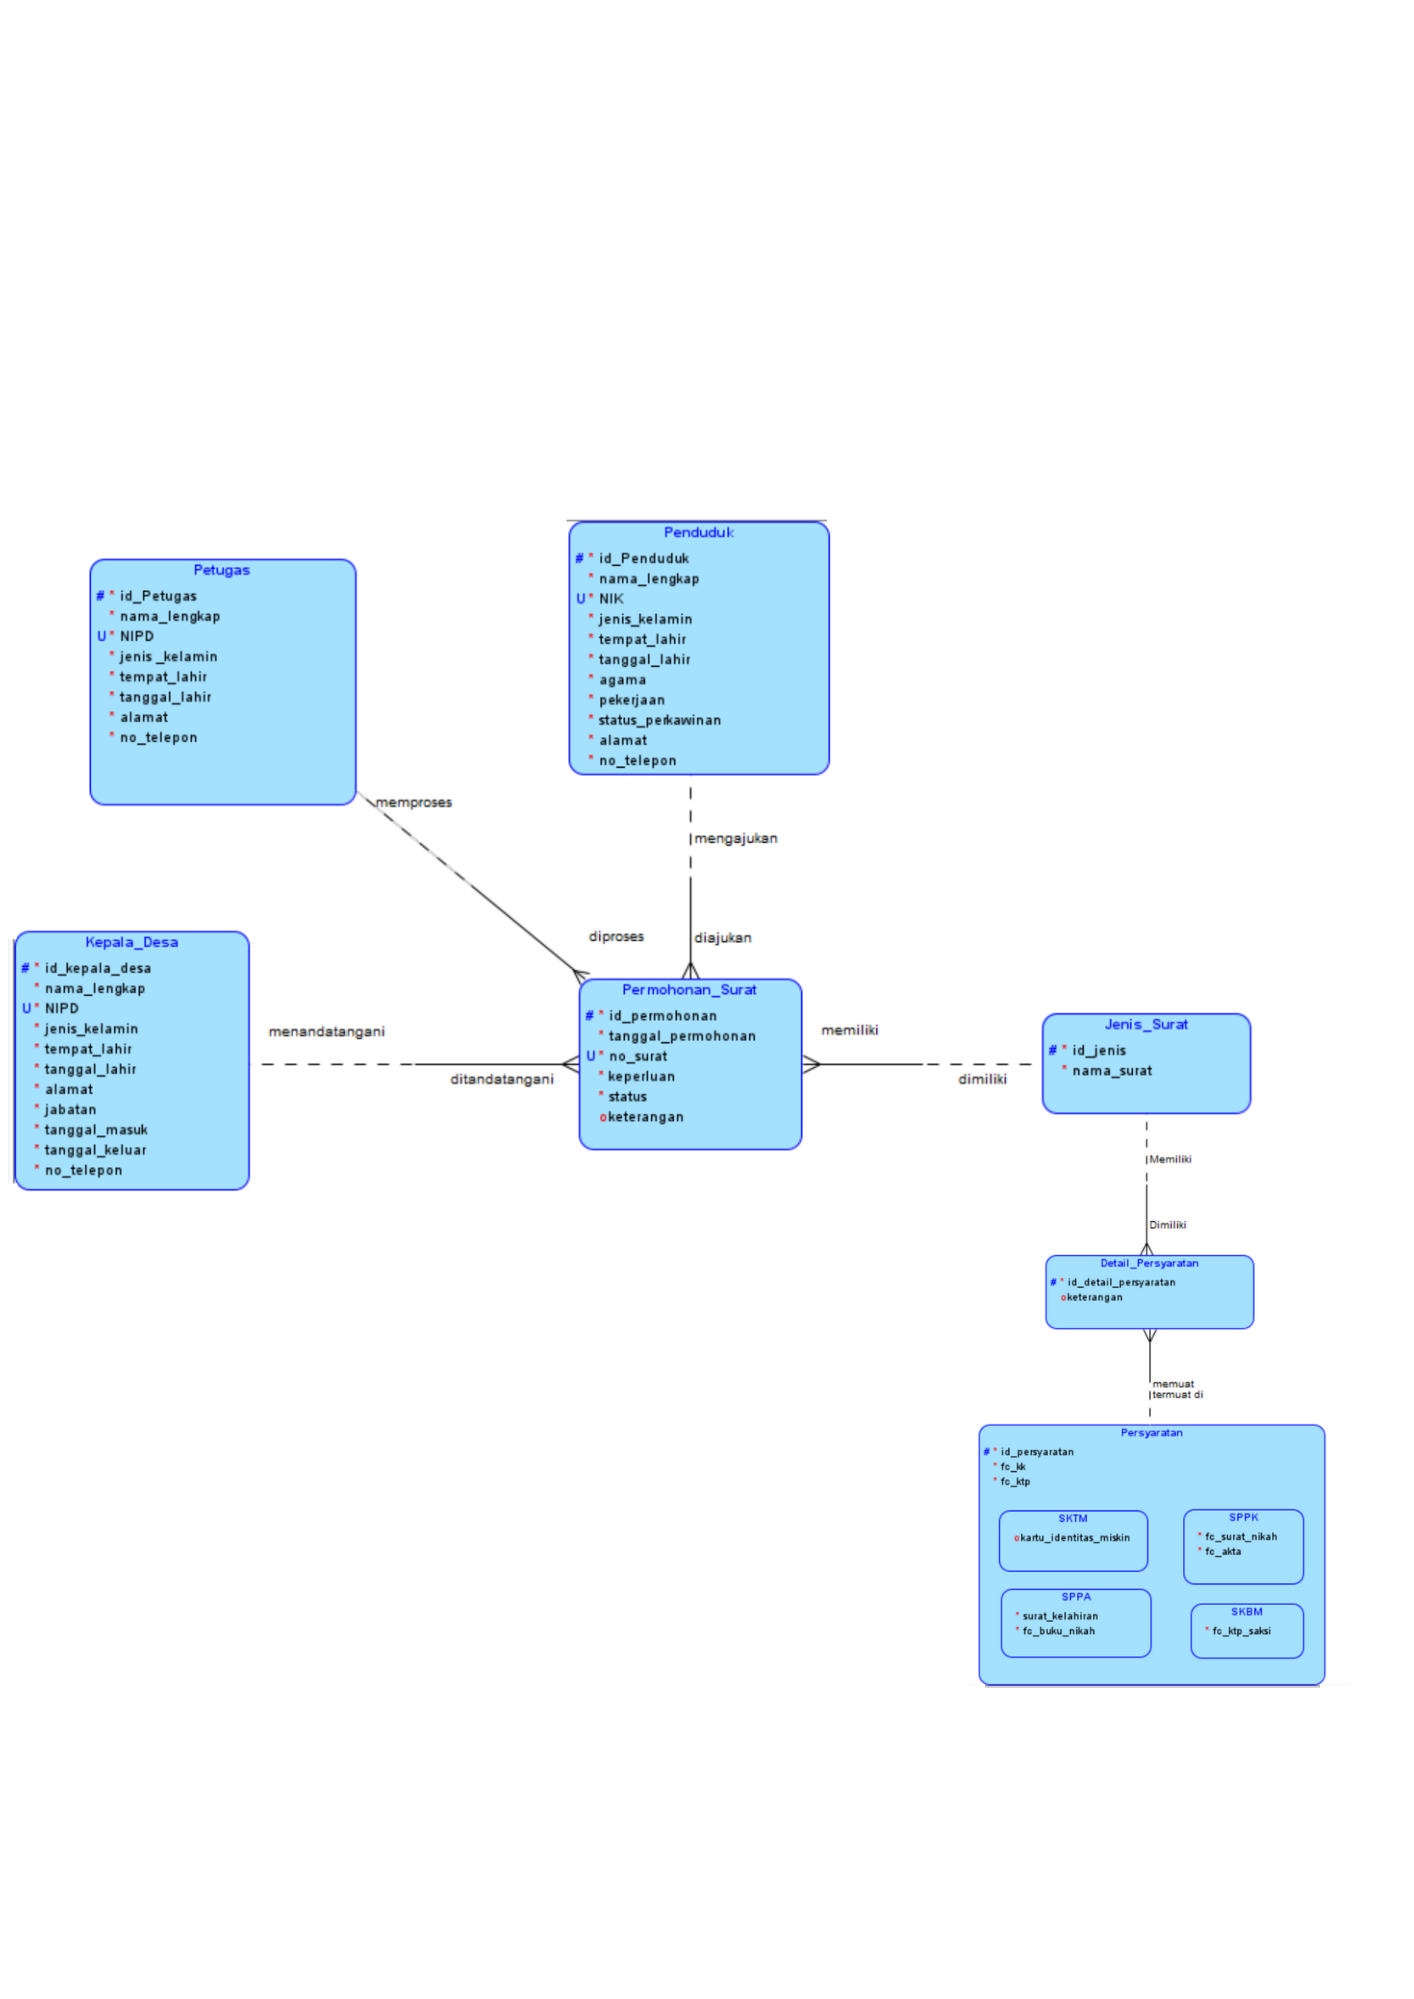 Penduduk
# * id_Penduduk
* nama_lengkap
U * NIK
* jenis_kelamin
* tempat_lahir
* tanggal_lahir
* agama
* pekerjaan
* status_perkawinan
* alamat
* no_telepon
Petugas
# * id_Petugas
* nama_lengkap
U * NIPD
* jenis _kelamin
* tempat_lahir
* tanggal_lahir
* alamat
* no_telepon
memproses
mengajukan
diproses
diajukan
Kepala_Desa
# * id_kepala_desa
* nama_lengkap
U * NIPD
* jenis_kelamin
* tempat_lahir
* tanggal_lahir
* alamat
* jabatan
* tanggal_masuk
* tanggal_keluar
* no_telepon
menandatangani
ditandatangani
Permohonan_Surat
# * id_permohonan
* tanggal_permohonan
U * no_surat
* keperluan
* status
o keterangan
memiliki
dimiliki
Jenis_Surat
# * id_jenis
* nama_surat
Memiliki
Dimiliki
Detail_Persyaratan
# * id_detail_persyaratan
o keterangan
memuat
termuat di
Persyaratan
# * id_persyaratan
* fc_kk
* fc_ktp
SKTM
o kartu_identitas_miskin
SPPK
* fc_surat_nikah
* fc_akta
SPPA
* surat_kelahiran
* fc_buku_nikah
SKBM
* fc_ktp_saksi